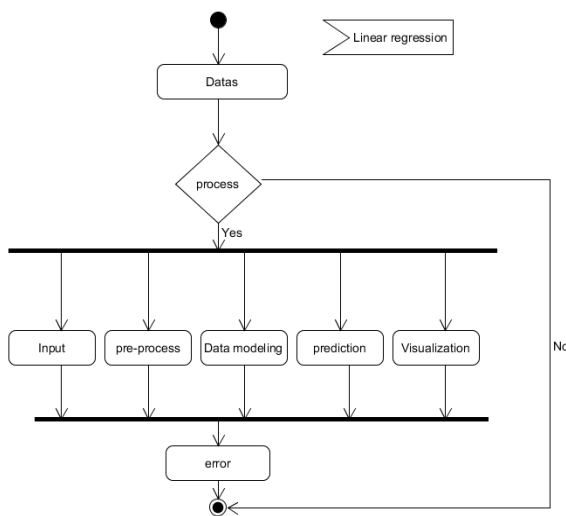 Linear regression
Datas
process
Yes
Input
pre-process
Data modeling
prediction
Visualization
No
error